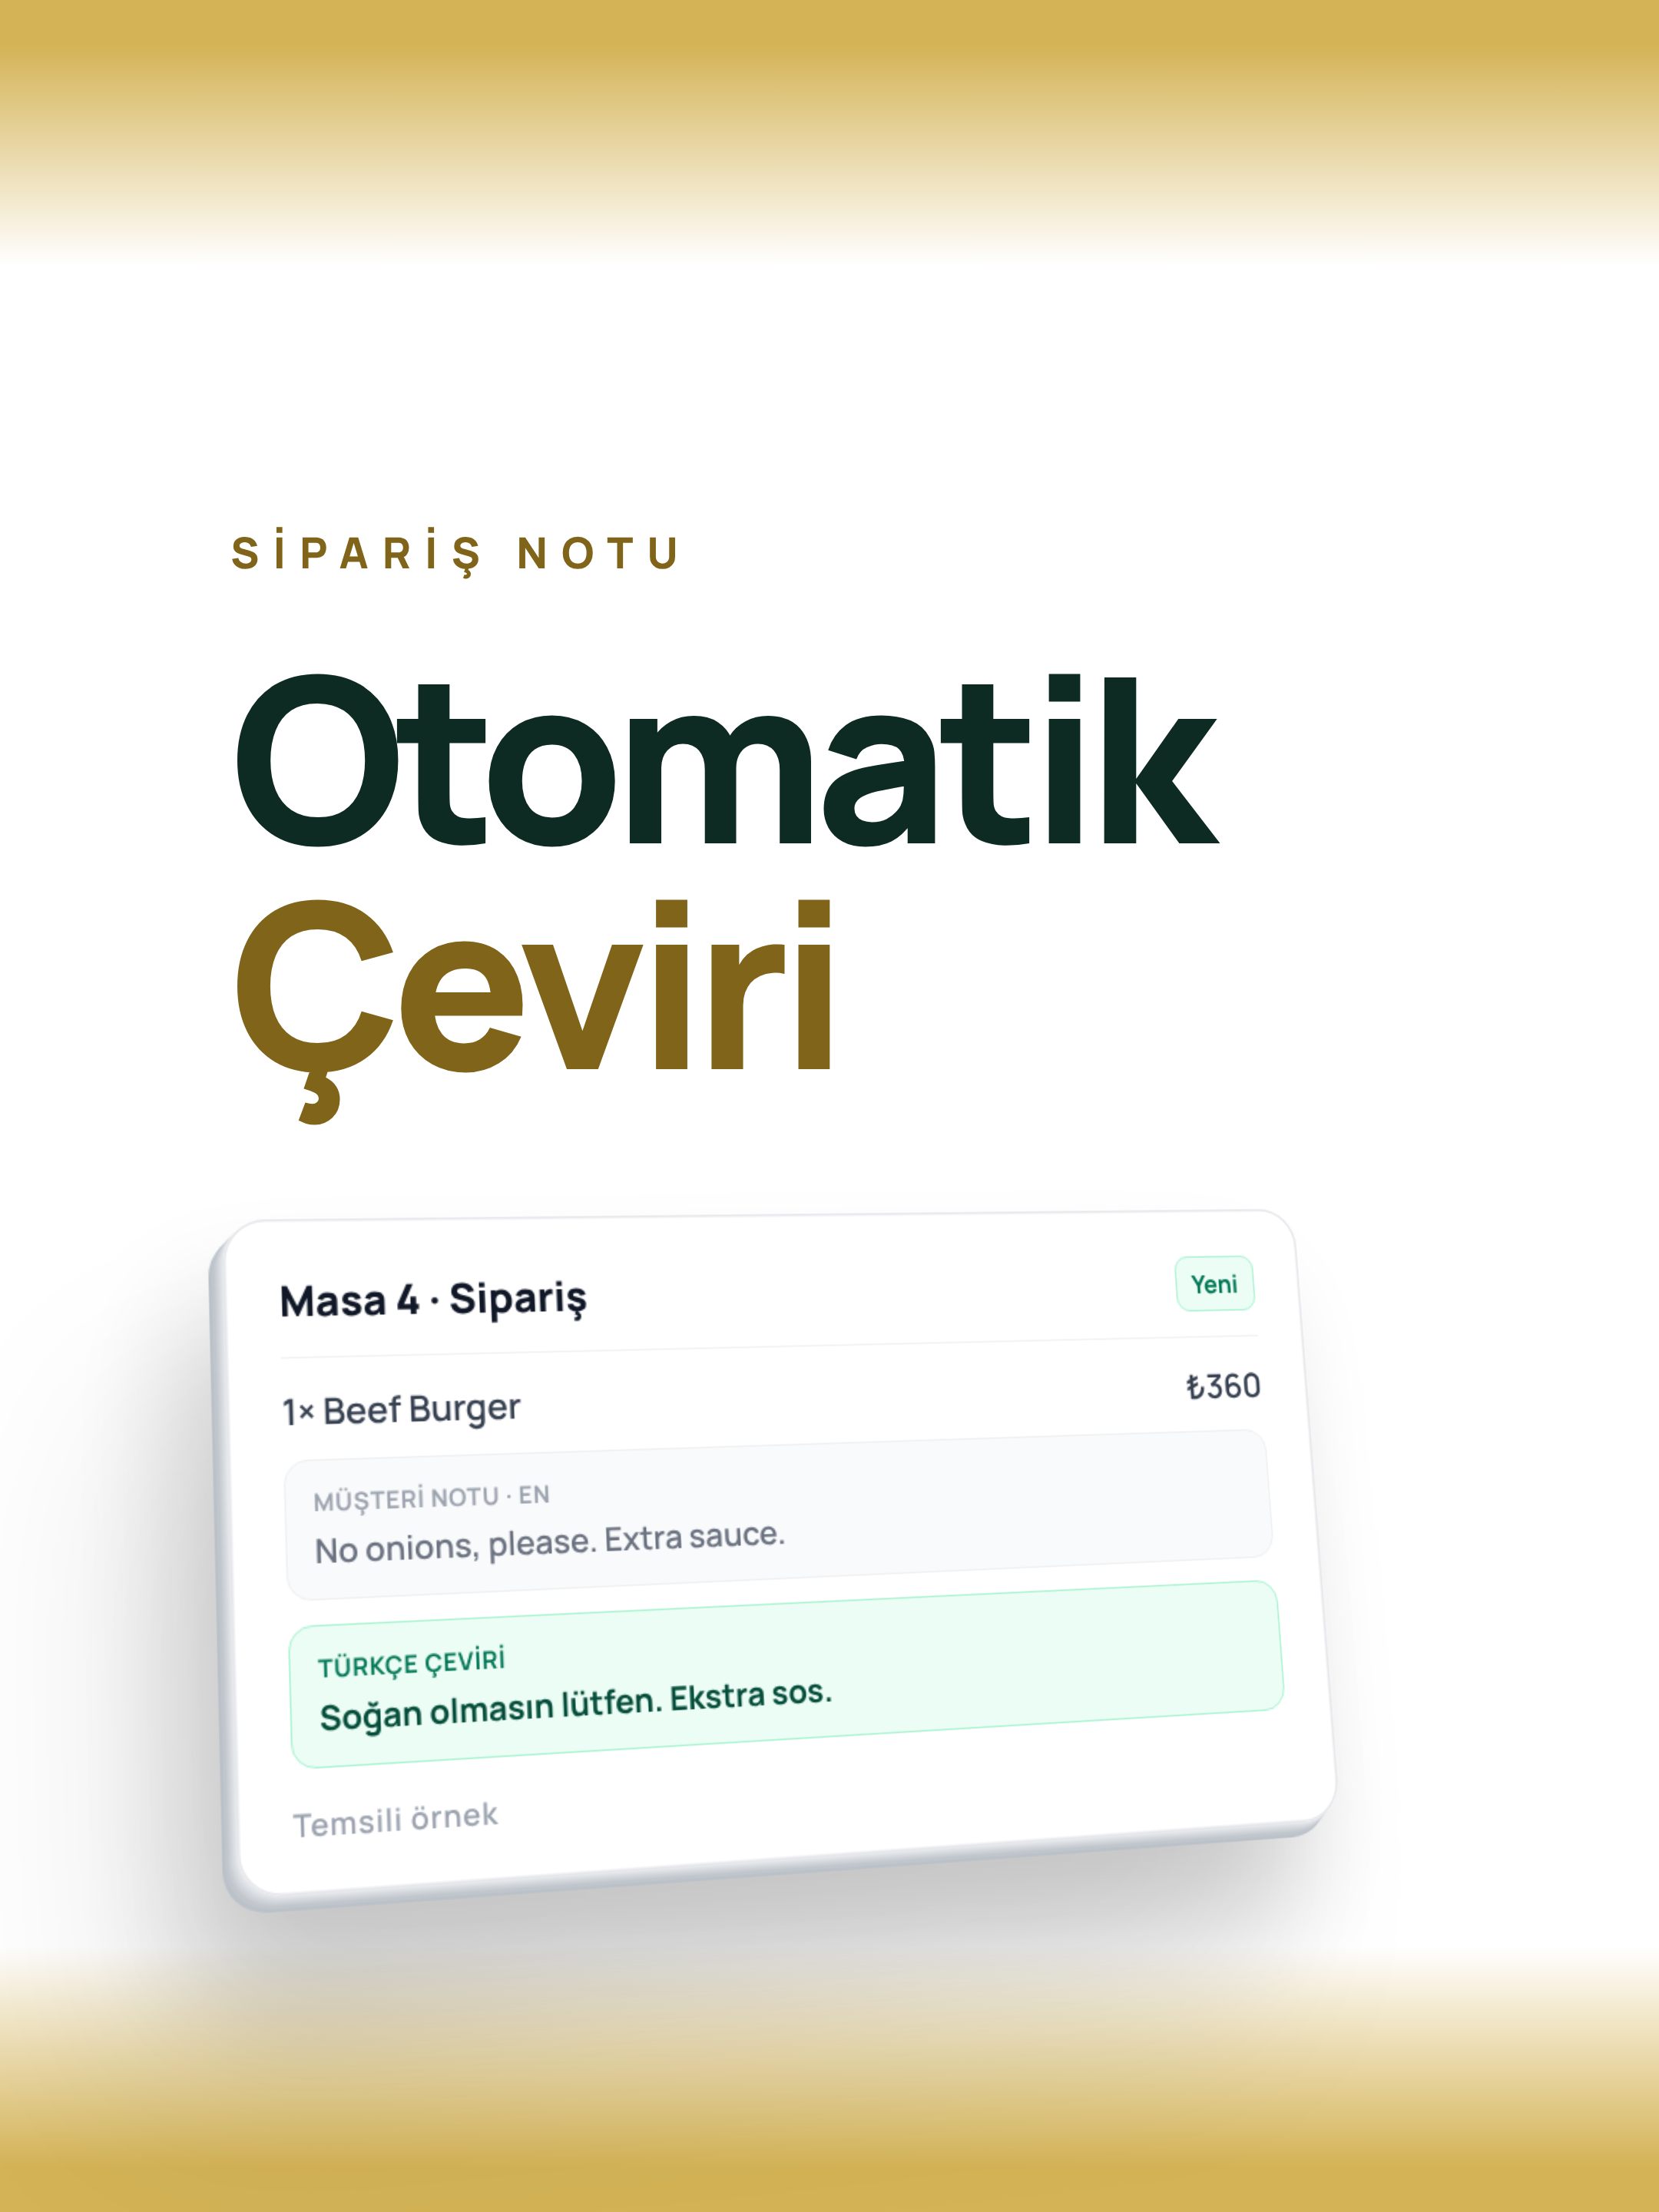 SİPARİŞ NOTU
Otomatik
Çeviri
Masa 4 · Sipariş
Yeni
1× Beef Burger
₺360
MÜŞTERİ NOTU · EN
No onions, please. Extra sauce.
TÜRKÇE ÇEVİRİ
Soğan olmasın lütfen. Ekstra sos.
Temsili örnek